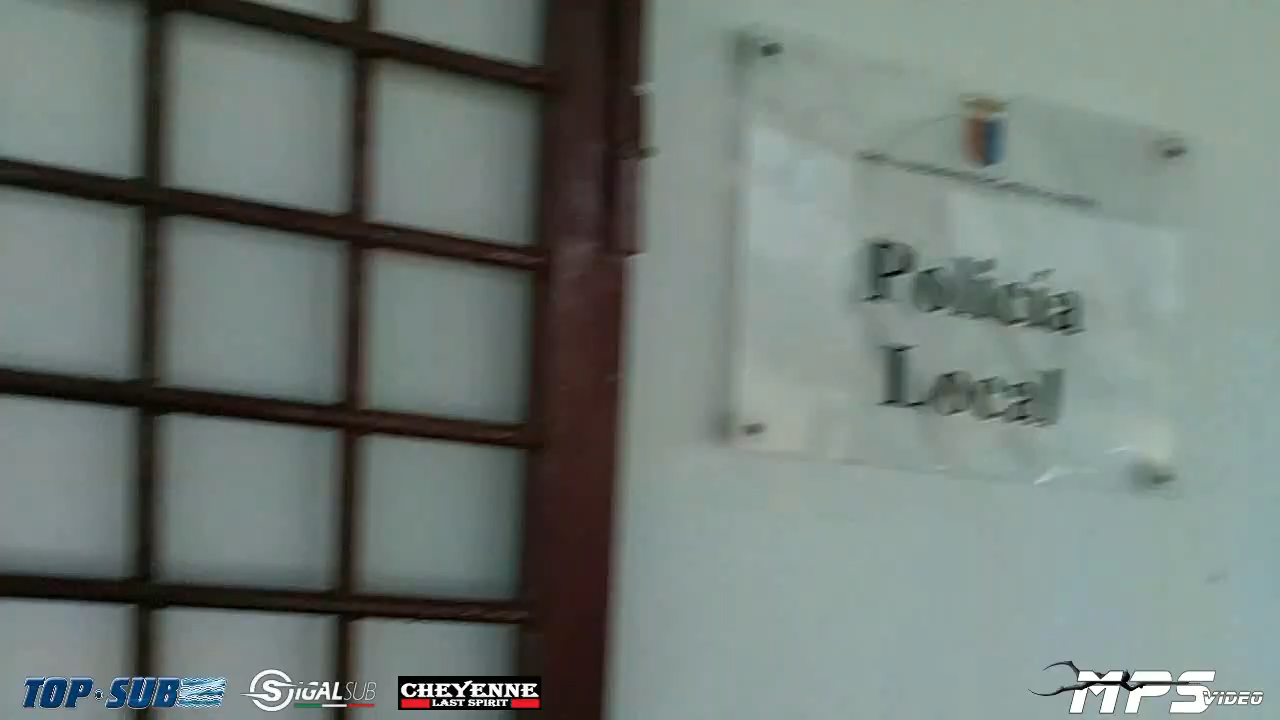 Policía
Local
TOP-SUB
SIGALSUB
CHEYENNE
LAST SPIRIT
MPS VIDEO